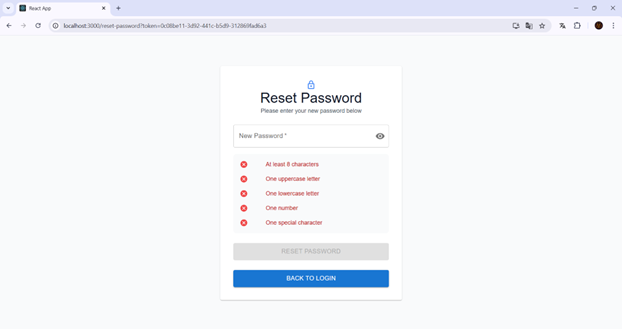 React App
localhost:3000/reset-password?token=0c08be11-3d92-441c-b5d9-312869fad6a3
Reset Password
Please enter your new password below
New Password *
At least 8 characters
One uppercase letter
One lowercase letter
One number
One special character
RESET PASSWORD
BACK TO LOGIN